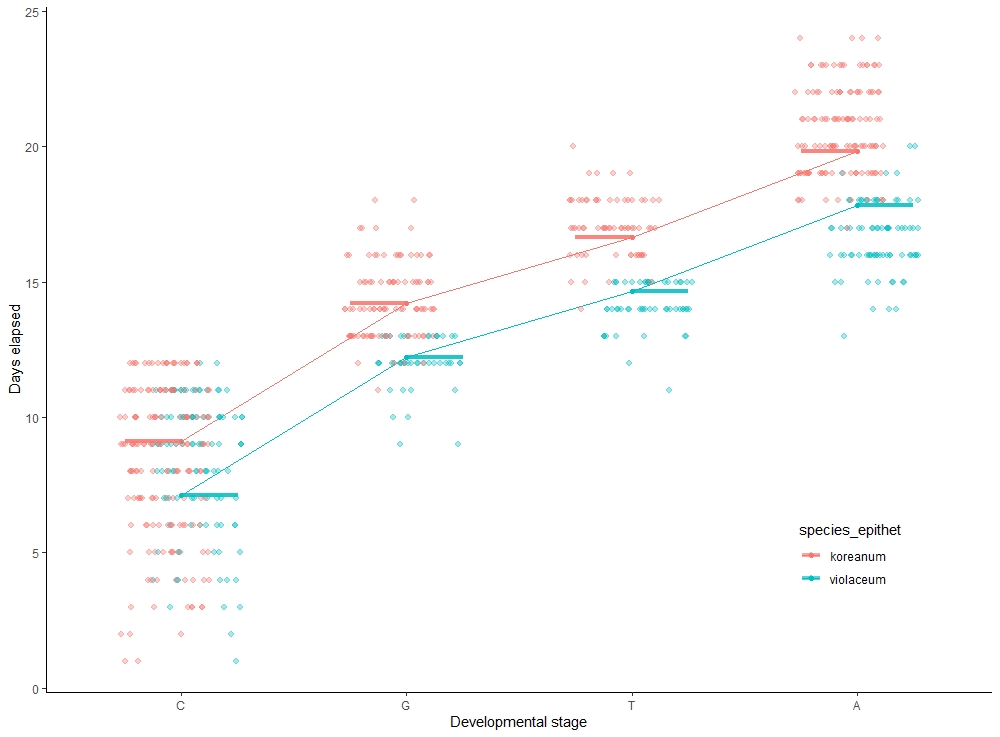 25
20
15
10
5
0
Days elapsed
species_epithet
koreanum
violaceum
C G T A
Developmental stage